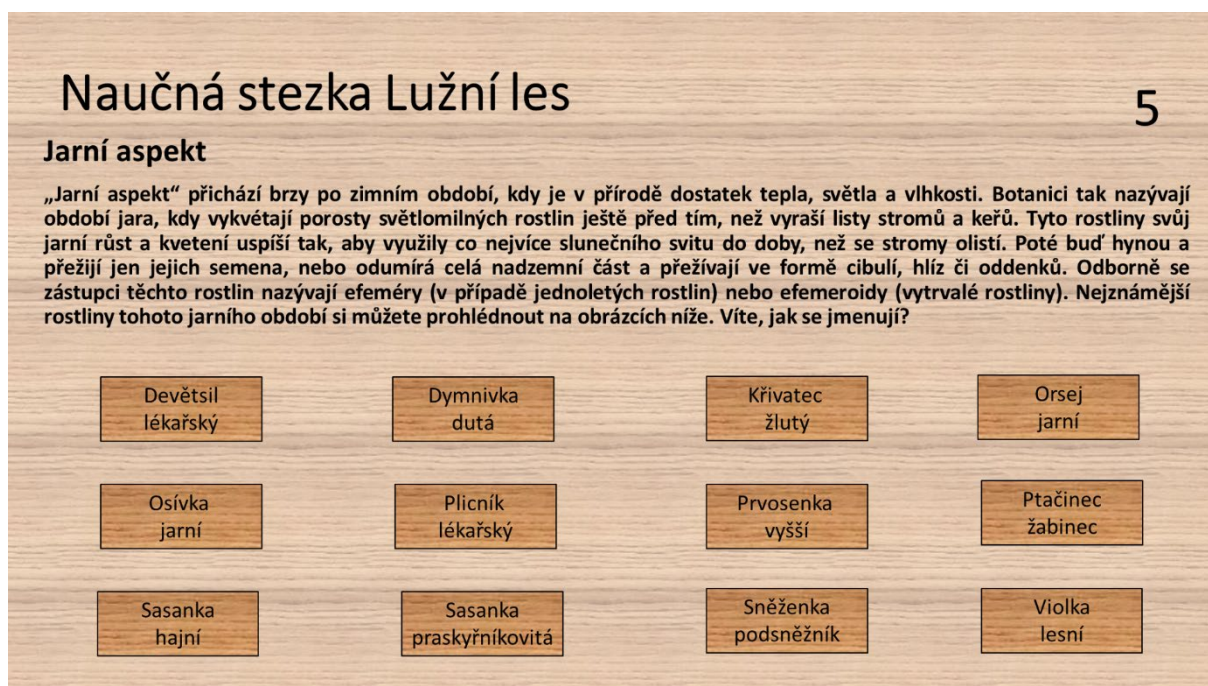 Naučná stezka Lužní les
5
Jarní aspekt
„Jarní aspekt“ přichází brzy po zimním období, kdy je v přírodě dostatek tepla, světla a vlhkosti. Botanici tak nazývají
období jara, kdy vykvétají porosty světlomilných rostlin ještě před tím, než vyraší listy stromů a keřů. Tyto rostliny svůj
jarní růst a kvetení uspíší tak, aby využily co nejvíce slunečního svitu do doby, než se stromy olistí. Poté buď hynou a
přežijí jen jejich semena, nebo odumírá celá nadzemní část a přežívají ve formě cibulí, hlíz či oddenků. Odborně se
zástupci těchto rostlin nazývají efeméry (v případě jednoletých rostlin) nebo efemeroidy (vytrvalé rostliny). Nejznámější
rostliny tohoto jarního období si můžete prohlédnout na obrázcích níže. Víte, jak se jmenují?
Devětsil
lékařský
Dymnivka
dutá
Křivatec
žlutý
Orsej
jarní
Osívka
jarní
Plicník
lékařský
Prvosenka
vyšší
Ptačinec
žabinec
Sasanka
hajní
Sasanka
praskyřníkovitá
Sněženka
podsněžník
Violka
lesní